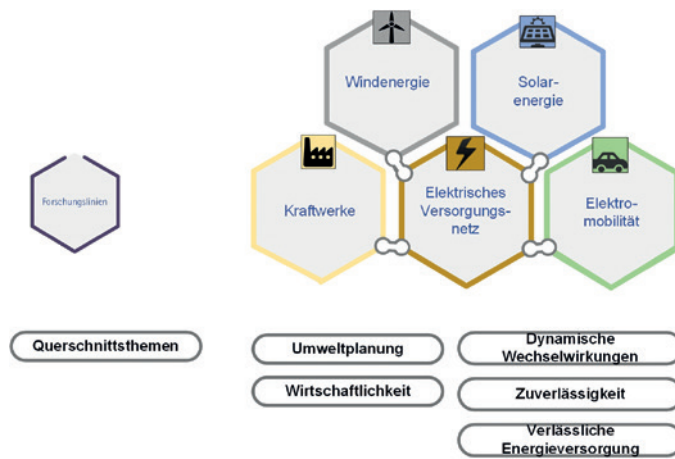 Windenergie
Solar-
energie
Forschungslinien
Kraftwerke
Elektrisches
Versorgungs-
netz
Elektro-
mobilität
Querschnittsthemen
Umweltplanung
Dynamische
Wechselwirkungen
Wirtschaftlichkeit
Zuverlässigkeit
Verlässliche
Energieversorgung